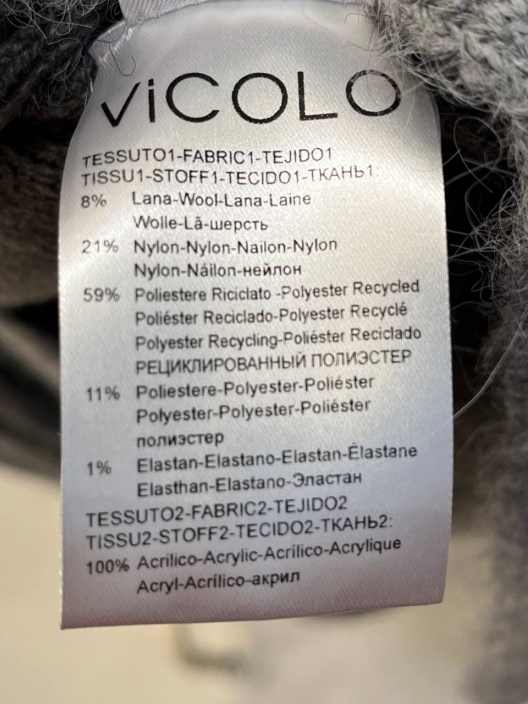 viCOLO
TESSUTO1-FABRIC1-TEJIDO1
TISSU1-STOFF1-TECIDO1-ТКАНЬ1:
8% Lana-Wool-Lana-Laine
Wolle-Lã-шерсть
21% Nylon-Nylon-Nailon-Nylon
Nylon-Náilon-нейлон
59% Poliestere Riciclato -Polyester Recycled
Poliéster Reciclado-Polyester Recyclé
Polyester Recycling-Poliéster Reciclado
РЕЦИКЛИРОВАННЫЙ ПОЛИЭСТЕР
11% Poliestere-Polyester-Poliéster
Polyester-Polyester-Poliéster
полиэстер
1% Elastan-Elastano-Elastan-Élastane
Elasthan-Elastano-Эластан
TESSUTO2-FABRIC2-TEJIDO2
TISSU2-STOFF2-TECIDO2-ТКАНЬ2:
100% Acrilico-Acrylic-Acrílico-Acrylique
Acryl-Acrílico-акрил